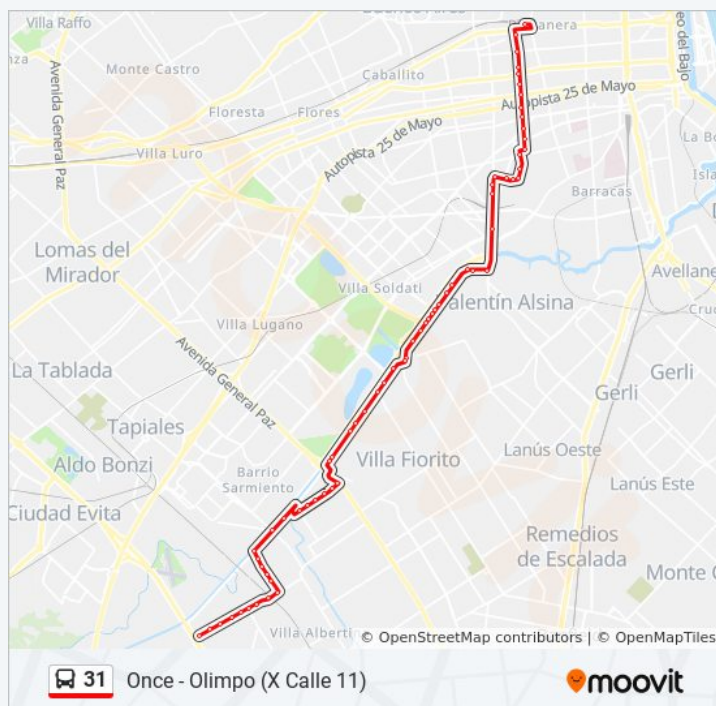 Villa Raffo
Buenos Aires
Avenida General Paz
Monte Castro
Caballito
Floresta
Flores
Autopista 25 de Mayo
Autopista 25 de Mayo
Villa Luro
Barracas
Lomas del
Mirador
Avellane
Villa Soldati
Valentín Alsina
Villa Lugano
Avenida General Paz
La Tablada
Gerli
Gerli
Tapiales
Aldo Bonzi
Villa Fiorito
Lanús Oeste
Barrio
Sarmiento
Lanús Este
Ciudad Evita
Remedios
de Escalada
Monte C
Villa Alberti
© OpenStreetMap contributors | © OpenMapTiles
31 Once - Olimpo (X Calle 11)
moovit